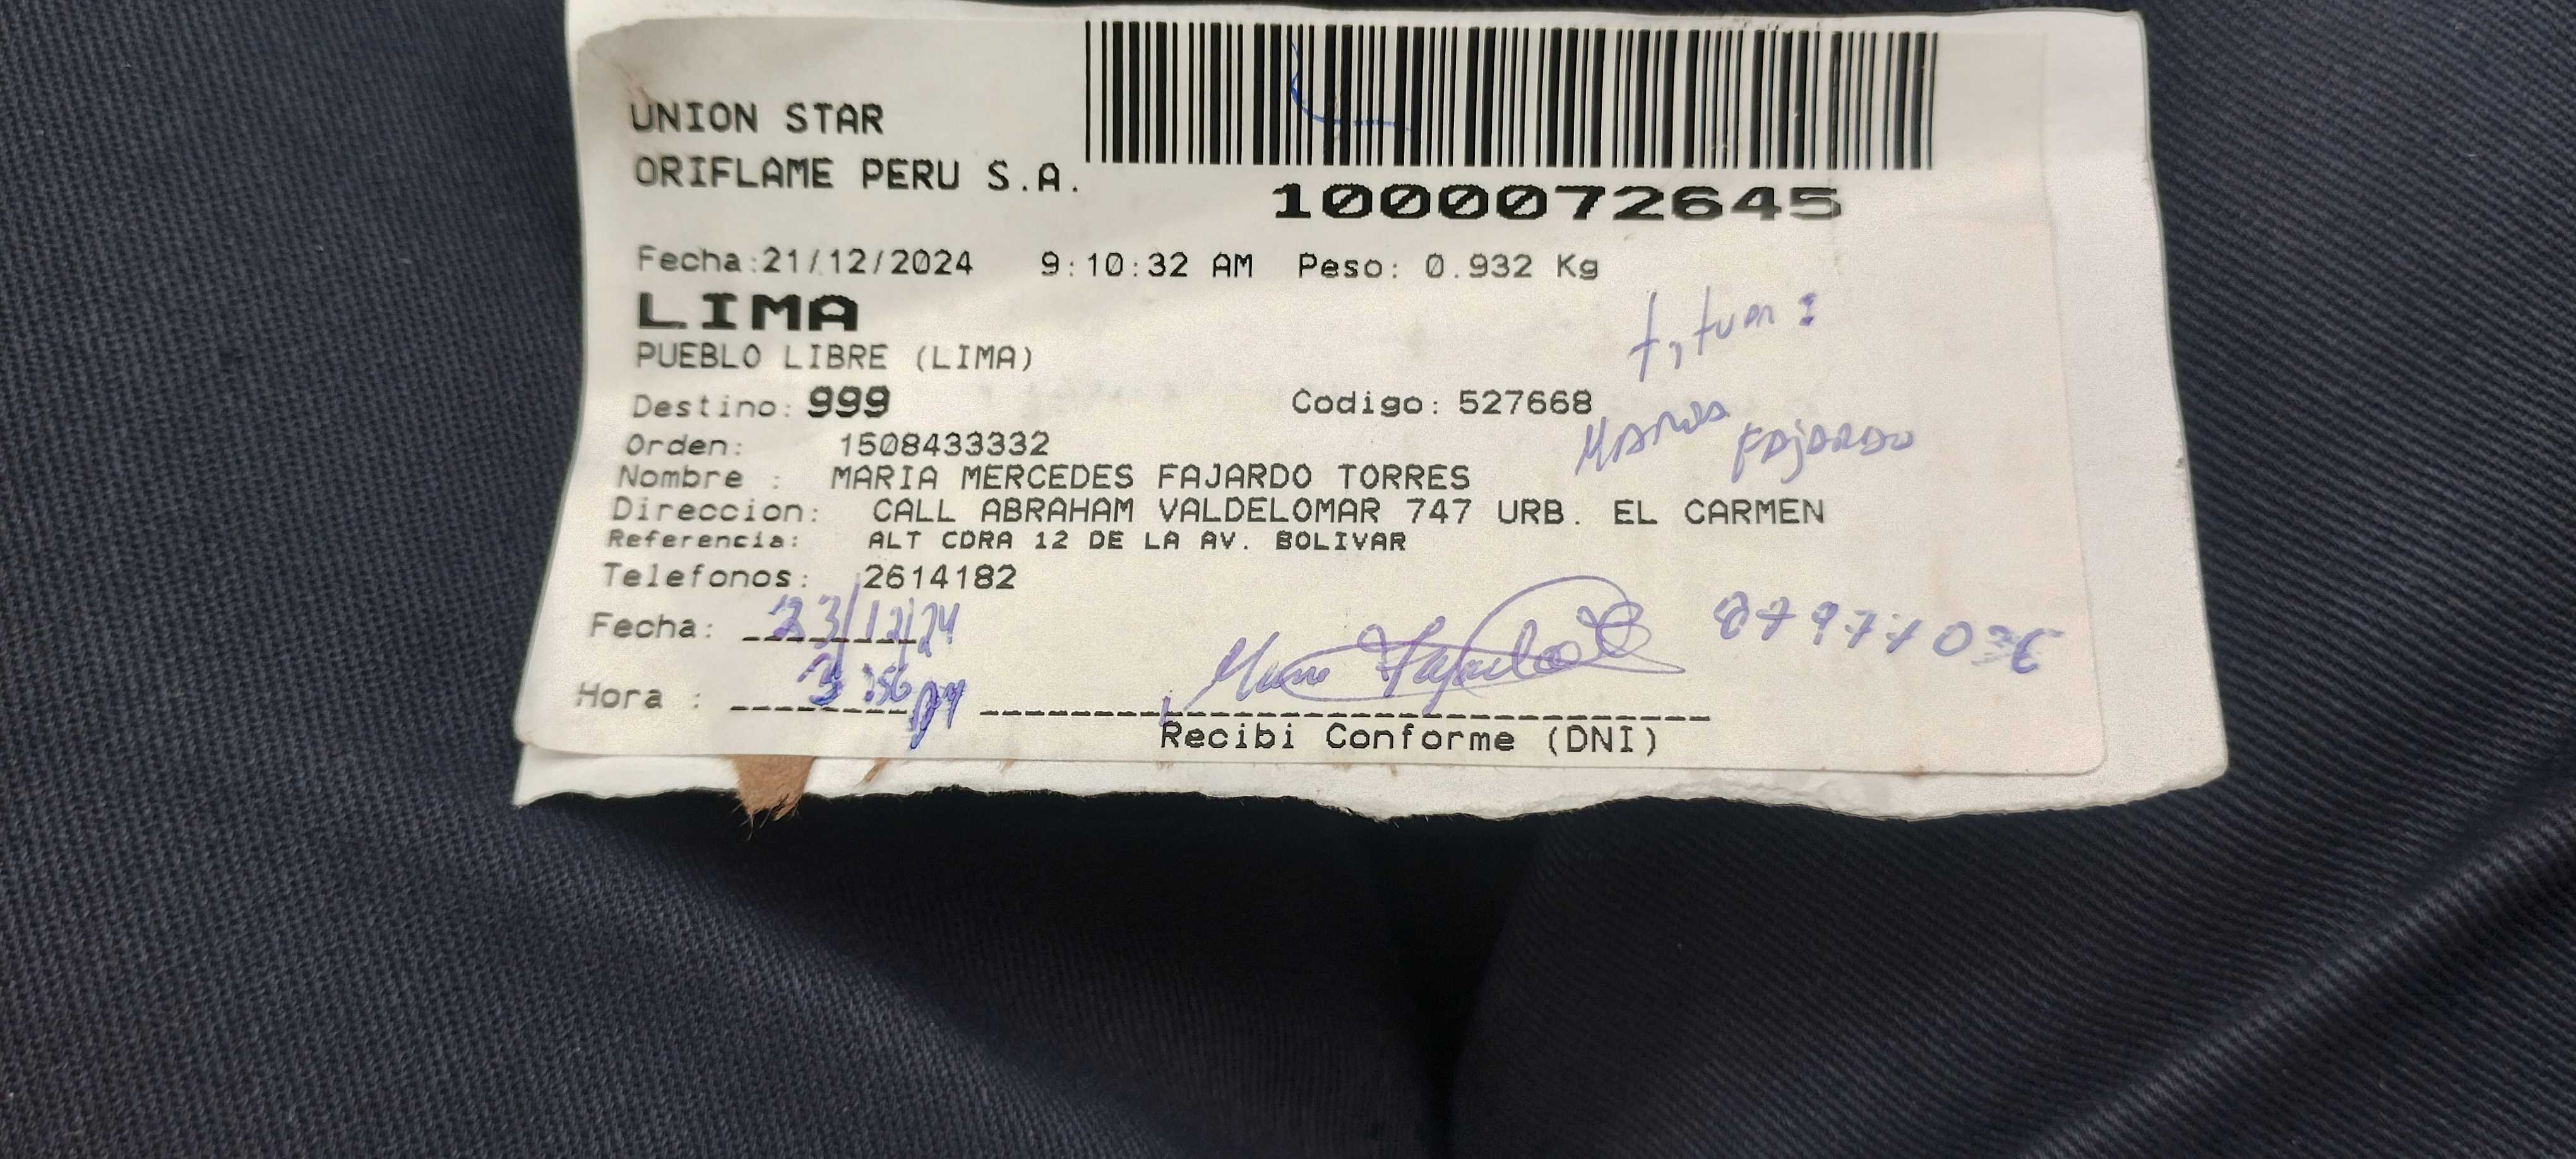 UNION STAR
ORIFLAME PERU S.A.
1000072645
Fecha:21/12/2024 9:10:32 AM Peso: 0.932 Kg
LIMA
PUEBLO LIBRE (LIMA)
Destino: 999 Codigo: 527668
Orden: 1508433332
Nombre : MARIA MERCEDES FAJARDO TORRES
Direccion: CALL ABRAHAM VALDELOMAR 747 URB. EL CARMEN
Referencia: ALT CDRA 12 DE LA AV. BOLIVAR
Telefonos: 2614182
Fecha: 23/12/24
Hora : 3:56 pm
Recibi Conforme (DNI)
Fajardo